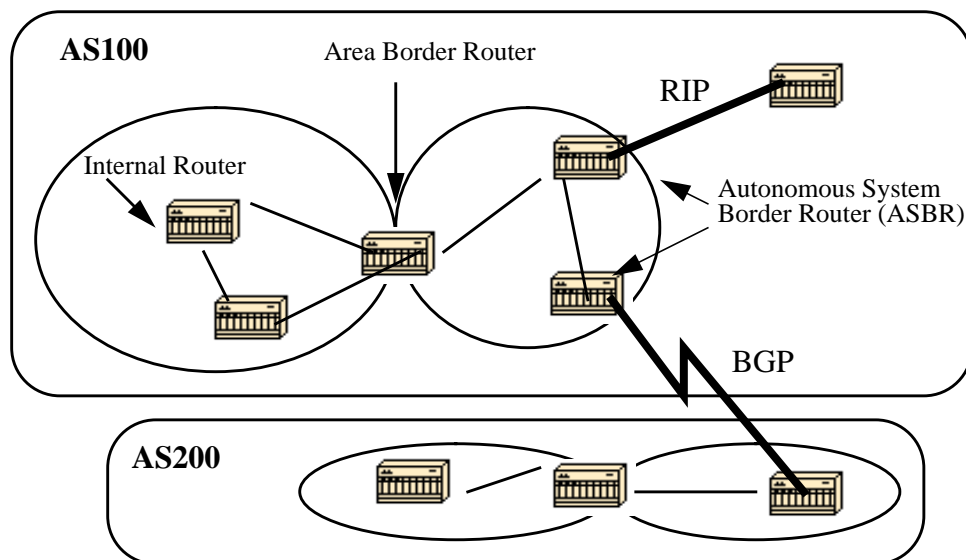 AS100
Area Border Router
RIP
Internal Router
Autonomous System
Border Router (ASBR)
BGP
AS200